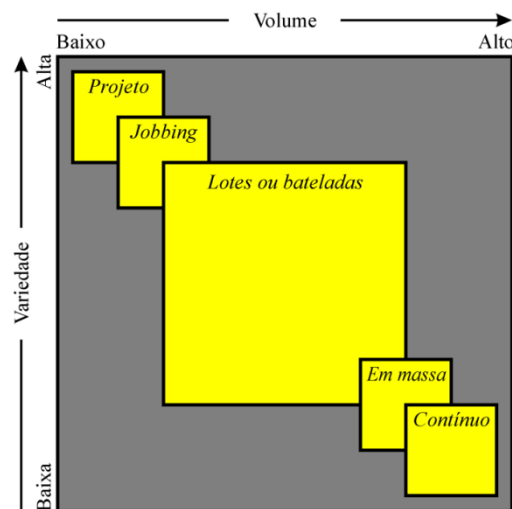 Volume
Baixo
Alto
Alta
Variedade
Baixa
Projeto
Jobbing
Lotes ou bateladas
Em massa
Contínuo